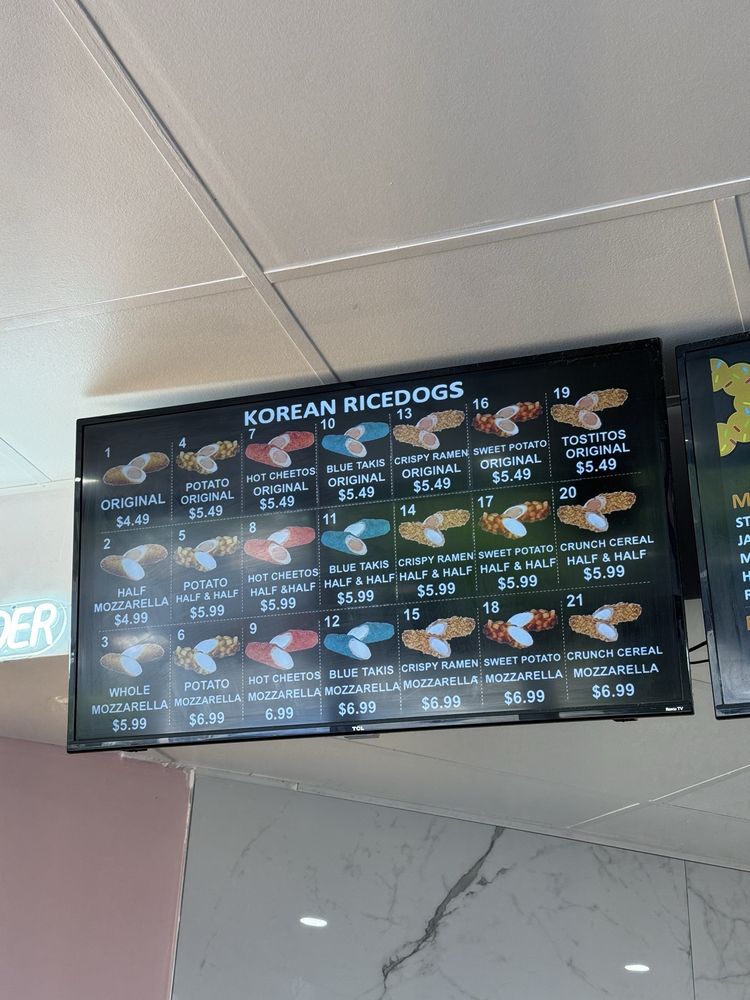 KOREAN RICEDOGS
1
ORIGINAL
$4.49
4
POTATO
ORIGINAL
$5.49
7
HOT CHEETOS
ORIGINAL
$5.49
10
BLUE TAKIS
ORIGINAL
$5.49
13
CRISPY RAMEN
ORIGINAL
$5.49
16
SWEET POTATO
ORIGINAL
$5.49
19
TOSTITOS
ORIGINAL
$5.49
2
HALF
MOZZARELLA
$4.99
5
POTATO
HALF & HALF
$5.99
8
HOT CHEETOS
HALF &HALF
$5.99
11
BLUE TAKIS
HALF & HALF
$5.99
14
CRISPY RAMEN
HALF & HALF
$5.99
17
SWEET POTATO
HALF & HALF
$5.99
20
CRUNCH CEREAL
HALF & HALF
$5.99
3
WHOLE
MOZZARELLA
$5.99
6
POTATO
MOZZARELLA
$6.99
9
HOT CHEETOS
MOZZARELLA
6.99
12
BLUE TAKIS
MOZZARELLA
$6.99
15
CRISPY RAMEN
MOZZARELLA
$6.99
18
SWEET POTATO
MOZZARELLA
$6.99
21
CRUNCH CEREAL
MOZZARELLA
$6.99
TCL
Roku TV
DER
M
ST
JA
M
H